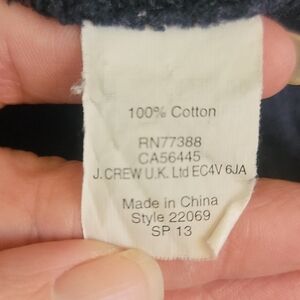 100% Cotton
RN77388
CA56445
J. CREW U.K. Ltd EC4V 6JA
Made in China
Style 22069
SP 13